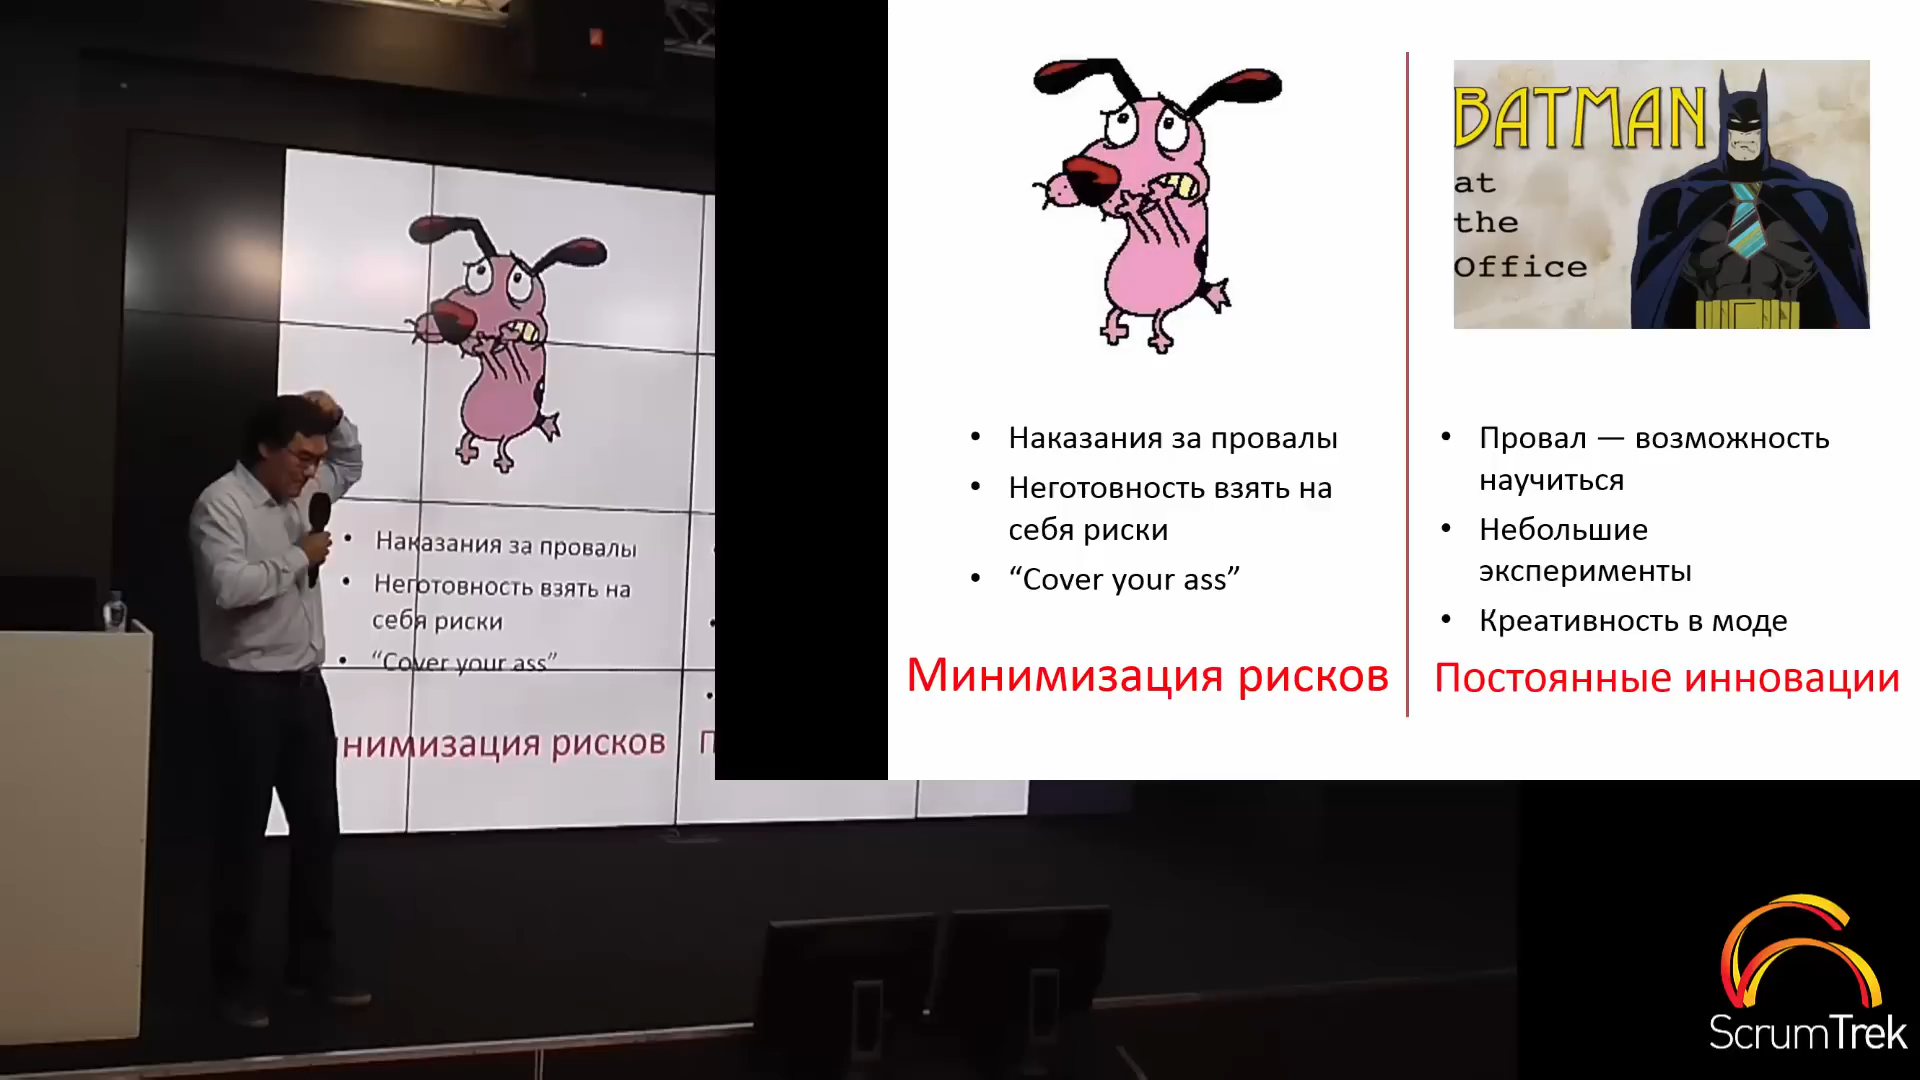 Наказания за провалы
Неготовность взять на
себя риски
“Cover your ass”
нимизация рисков
П
• Наказания за провалы
• Неготовность взять на
себя риски
• “Cover your ass”
Минимизация рисков
BATMAN
at
the
Office
• Провал — возможность
научиться
• Небольшие
эксперименты
• Креативность в моде
Постоянные инновации
ScrumTrek